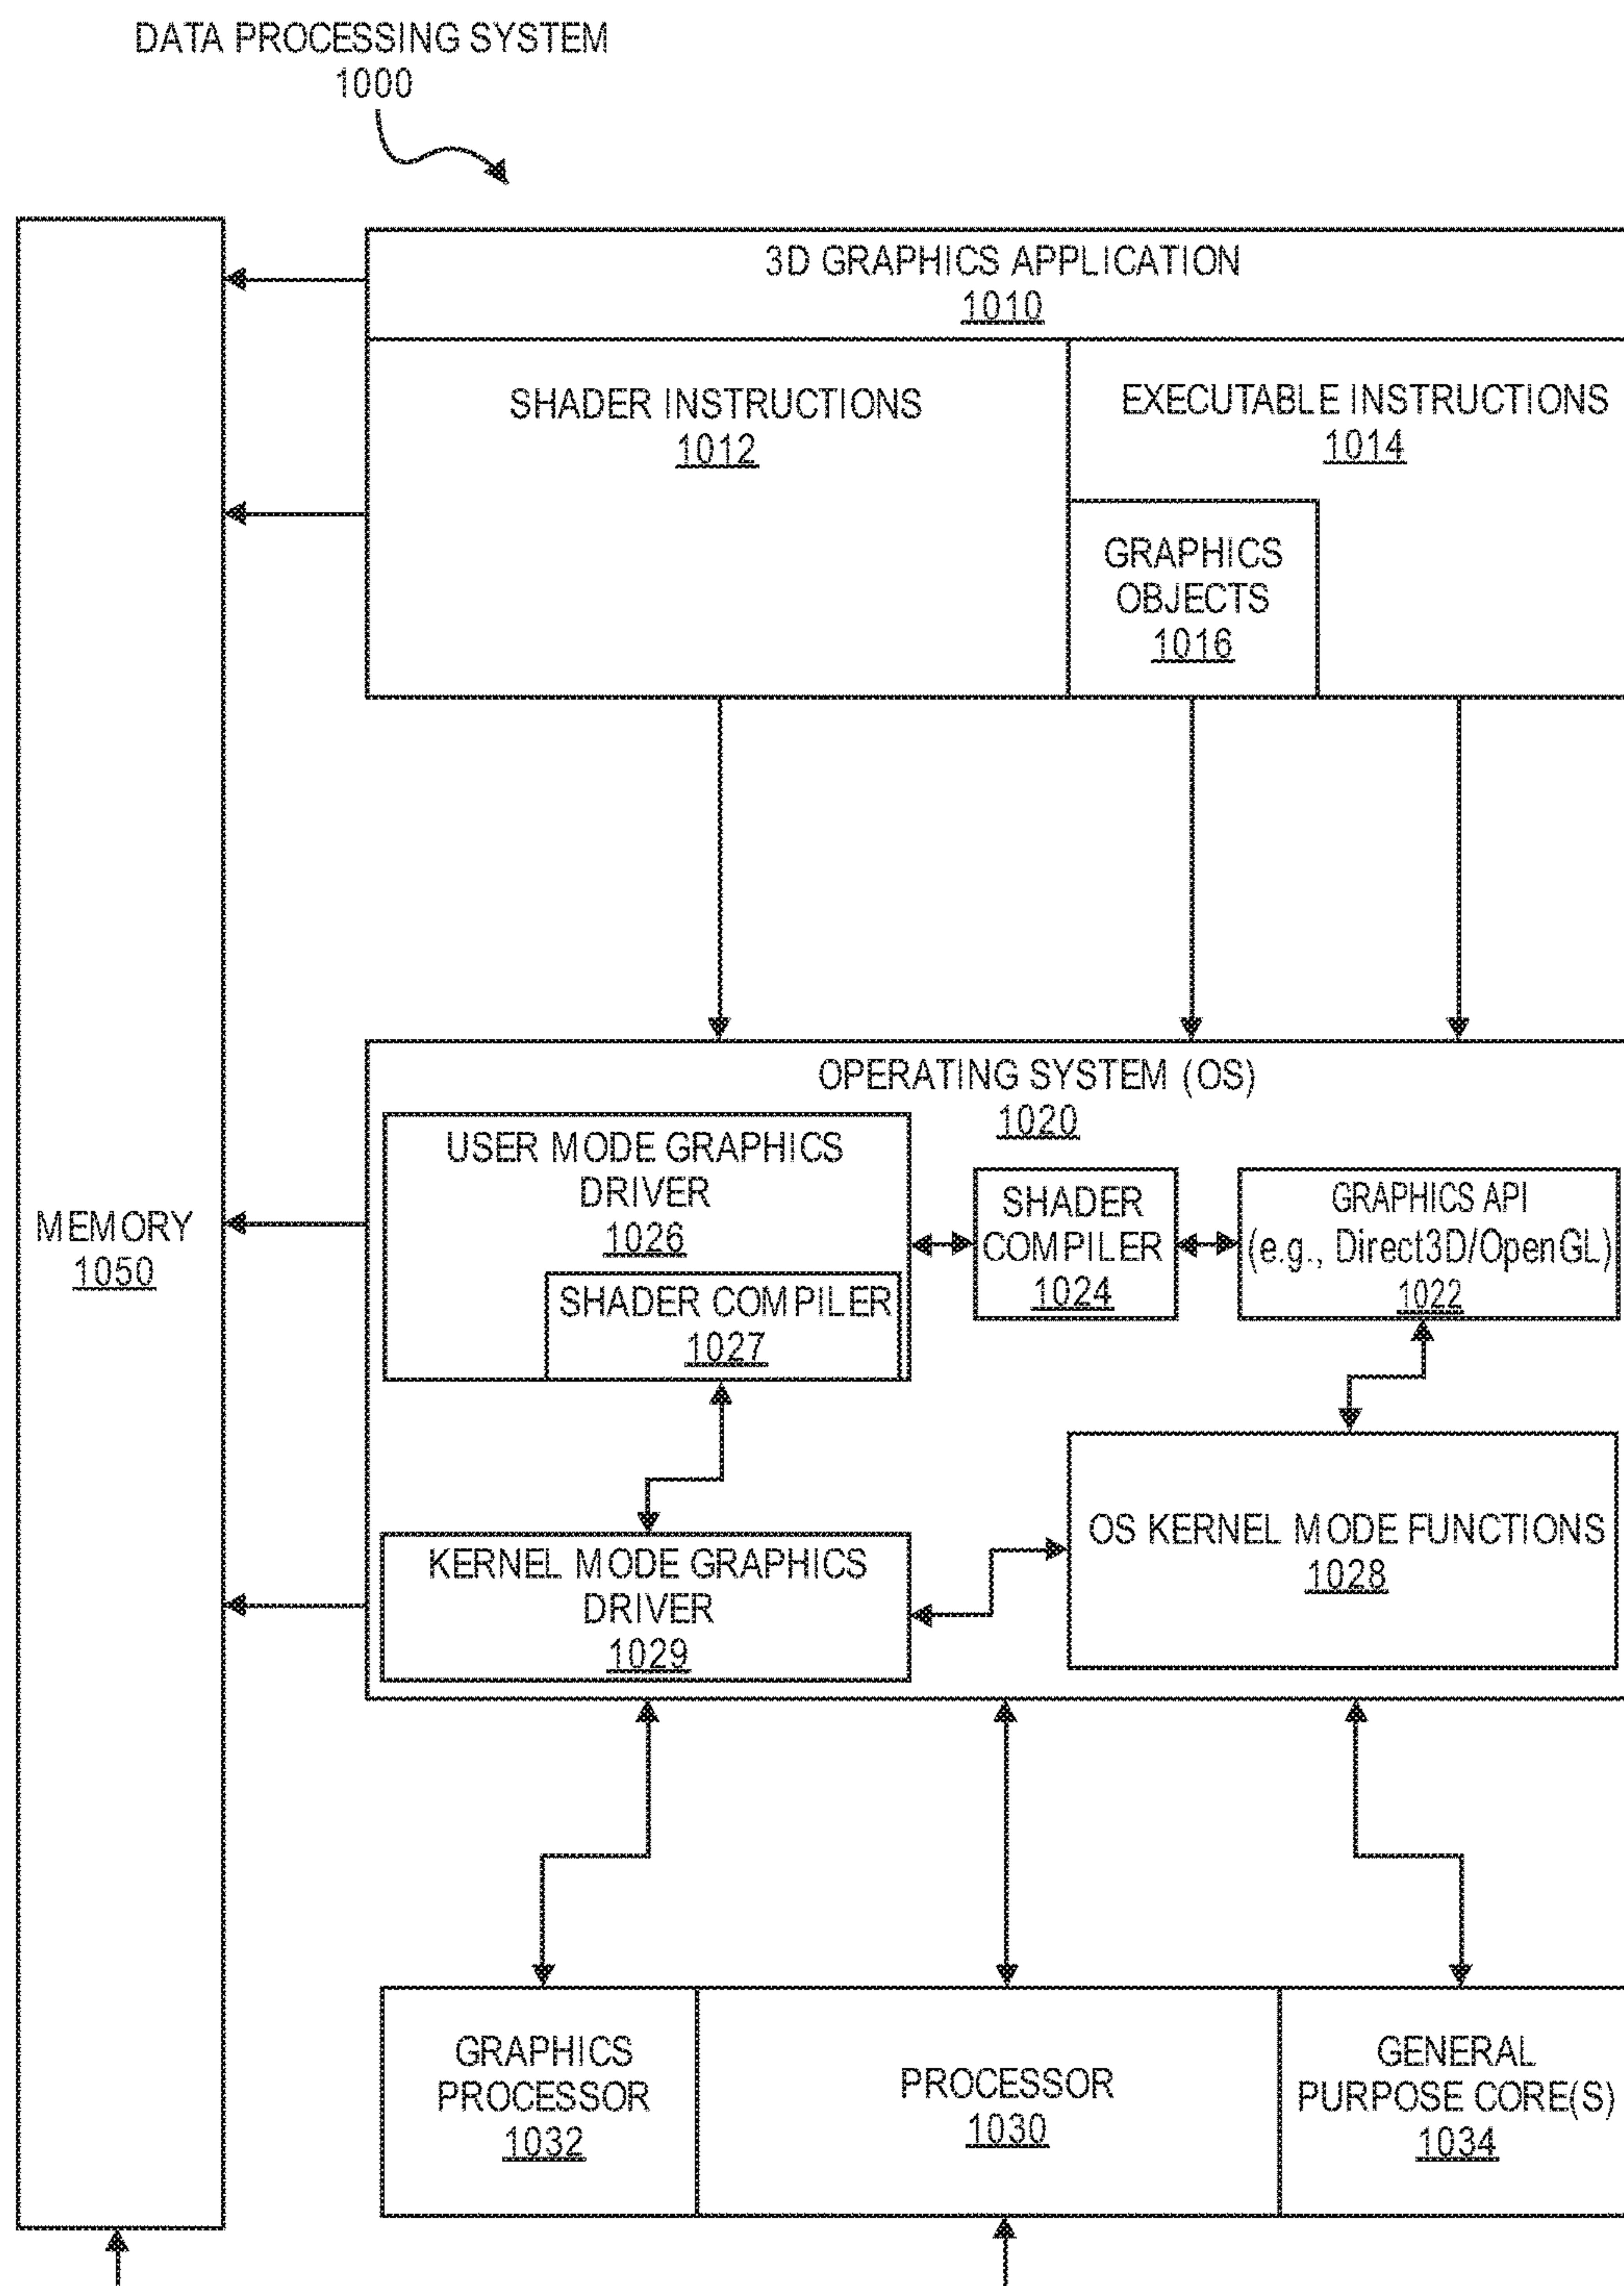 DATA PROCESSING SYSTEM
1000
3D GRAPHICS APPLICATION
1010
SHADER INSTRUCTIONS
1012
EXECUTABLE INSTRUCTIONS
1014
GRAPHICS
OBJECTS
1016
MEMORY
1050
OPERATING SYSTEM (OS)
1020
USER MODE GRAPHICS
DRIVER
1026
SHADER COMPILER
1027
SHADER
COMPILER
1024
GRAPHICS API
(e.g., Direct3D/OpenGL)
1022
KERNEL MODE GRAPHICS
DRIVER
1029
OS KERNEL MODE FUNCTIONS
1028
GRAPHICS
PROCESSOR
1032
PROCESSOR
1030
GENERAL
PURPOSE CORE(S)
1034